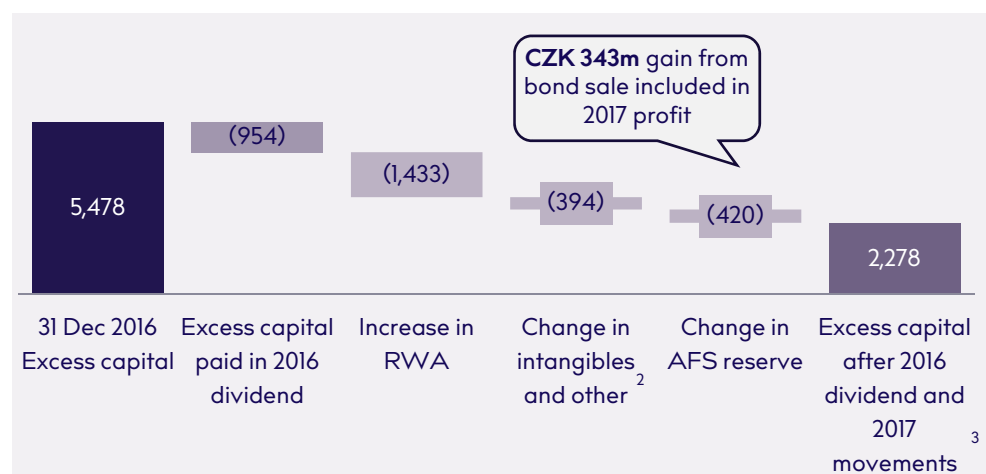 CZK 343m gain from
bond sale included in
2017 profit
(954)
(1,433)
5,478
(394)
(420)
2,278
31 Dec 2016
Excess capital
Excess capital
paid in 2016
dividend
Increase in
RWA
Change in
intangibles
and other 2
Change in
AFS reserve
Excess capital
after 2016
dividend and
2017
movements 3